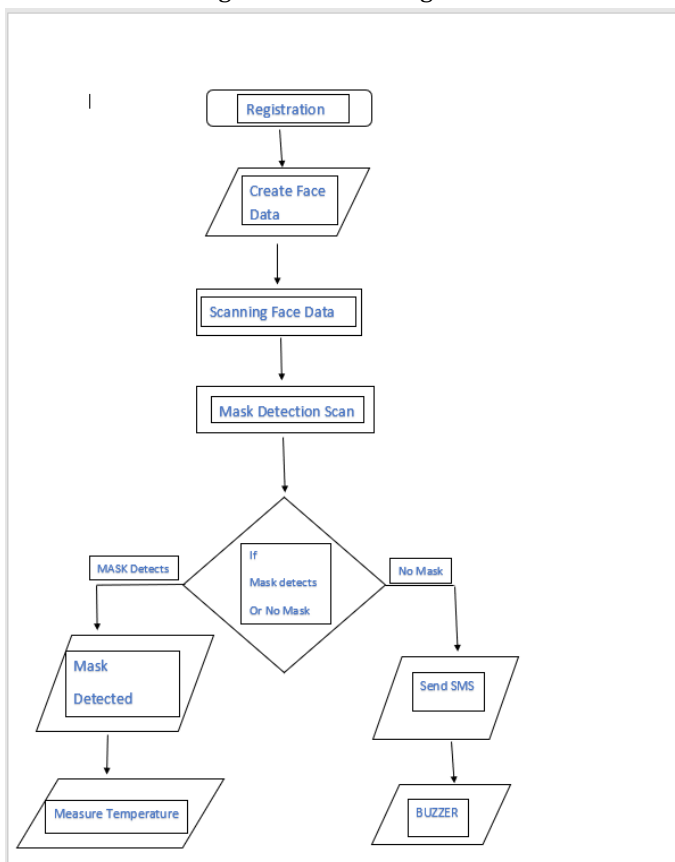 Registration
Create Face
Data
Scanning Face Data
Mask Detection Scan
If
Mask detects
Or No Mask
MASK Detects
No Mask
Mask
Detected
Send SMS
Measure Temperature
BUZZER